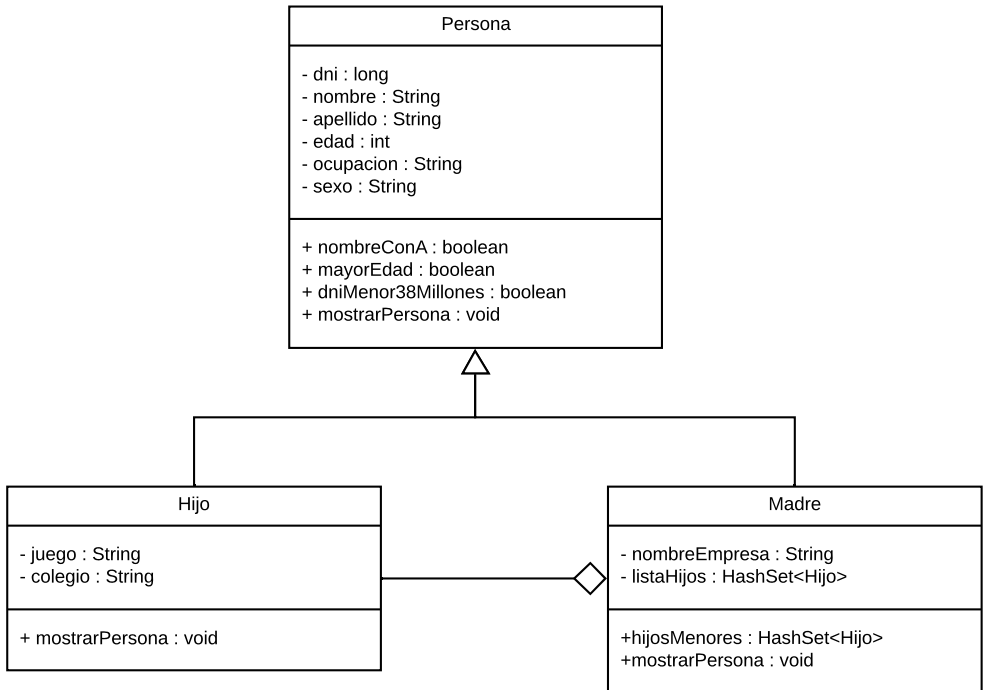 Persona
- dni : long
- nombre : String
- apellido : String
- edad : int
- ocupacion : String
- sexo : String
+ nombreConA : boolean
+ mayorEdad : boolean
+ dniMenor38Millones : boolean
+ mostrarPersona : void
Hijo
- juego : String
- colegio : String
+ mostrarPersona : void
Madre
- nombreEmpresa : String
- listaHijos : HashSet<Hijo>
+hijosMenores : HashSet<Hijo>
+mostrarPersona : void